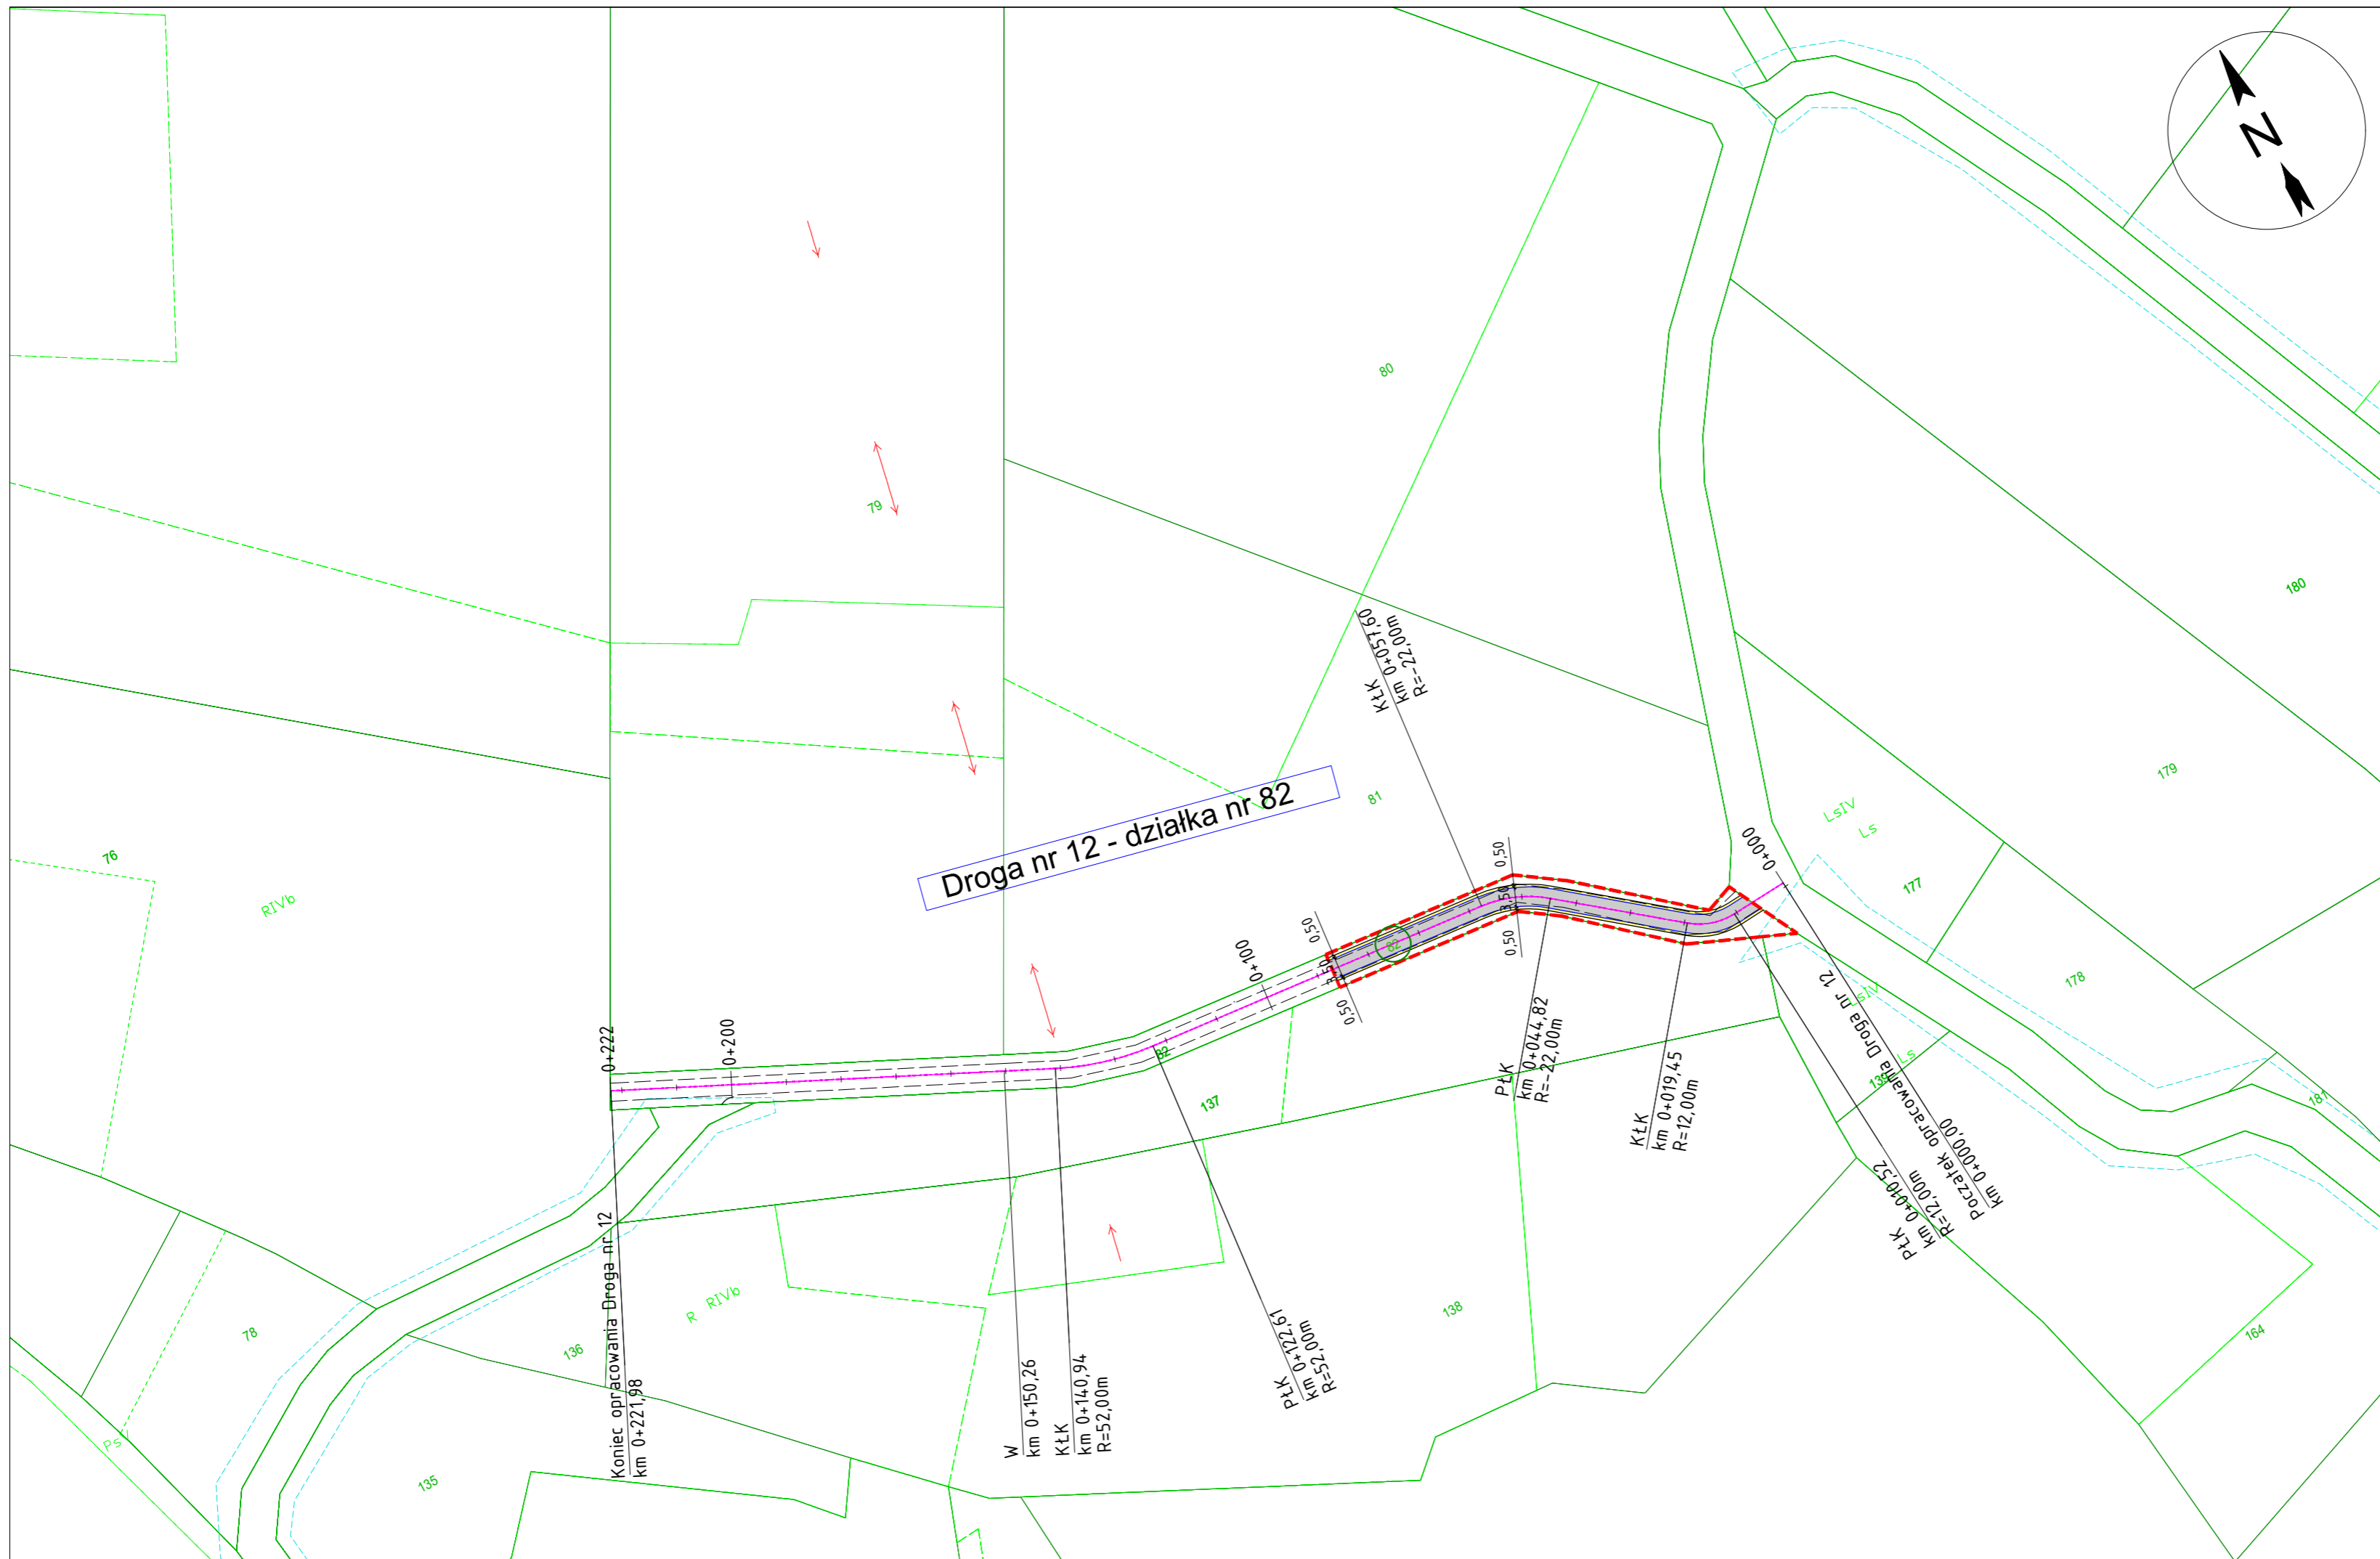 N
80
79
180
179
KŁK
km 0+057,60
R=-22,00m
Droga nr 12 - działka nr 82
81
76
RIVb
LsIV
Ls
177
178
0+000
0,50
3,50
0,50
0,50
3,50
0,50
82
0+100
0+200
0+222
82
137
PŁK
km 0+044,82
R=-22,00m
KŁK
km 0+019,45
R=12,00m
PŁK
km 0+010,52
R=12,00m
Początek opracowania Droga nr 12
km 0+000,00
LsIV
Ls
139
181
164
138
PŁK
km 0+122,61
R=52,00m
KŁK
km 0+140,94
R=52,00m
W
km 0+150,26
Koniec opracowania Droga nr 12
km 0+221,98
R RIVb
136
135
78
Ps